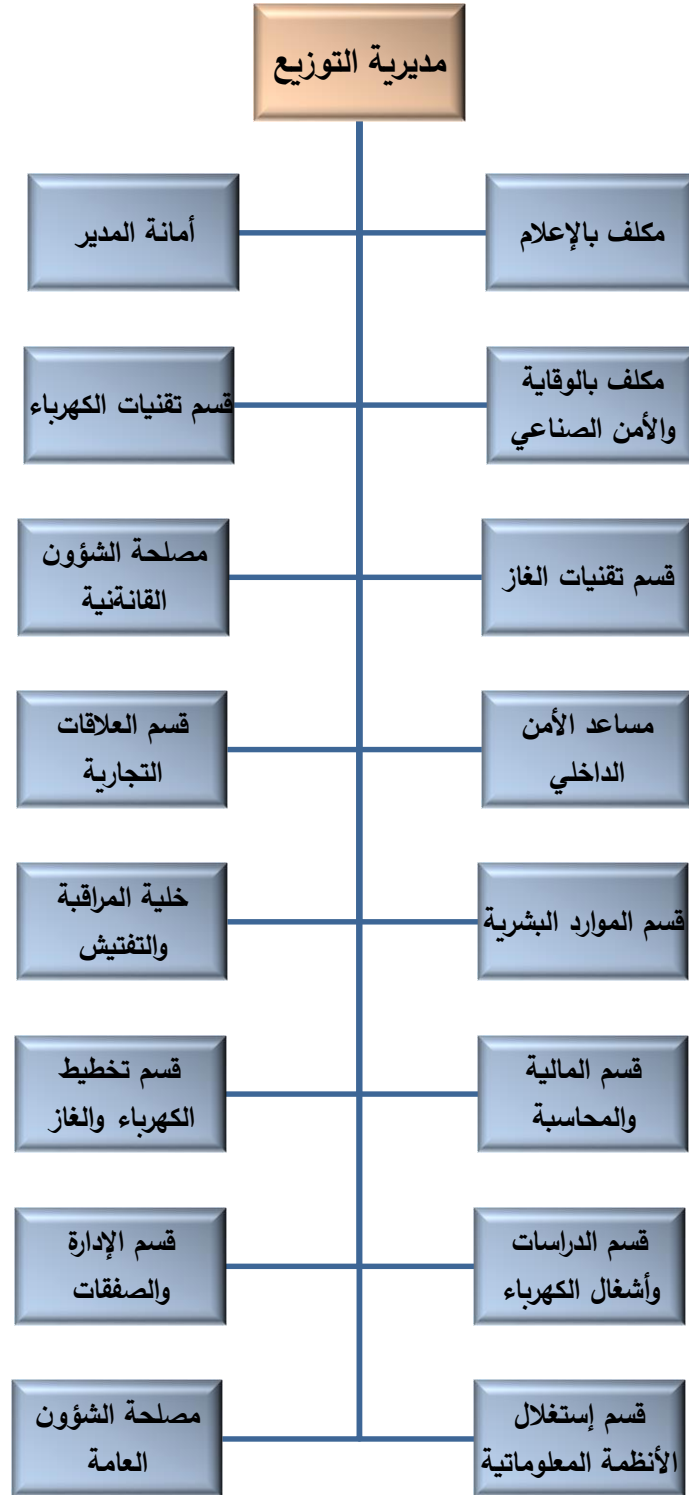 مديرية التوزيع
مكلف بالإعلام
أمانة المدير
مكلف بالوقاية
والأمن الصناعي
قسم تقنيات الكهرباء
قسم تقنيات الغاز
مصلحة الشؤون
القانةنية
مساعد الأمن
الداخلي
قسم العلاقات
التجارية
قسم الموارد البشرية
خلية المراقبة
والتفتيش
قسم المالية
والمحاسبة
قسم تخطيط
الكهرباء والغاز
قسم الدراسات
وأشغال الكهرباء
قسم الإدارة
والصفقات
قسم إستغلال
الأنظمة المعلوماتية
مصلحة الشؤون
العامة